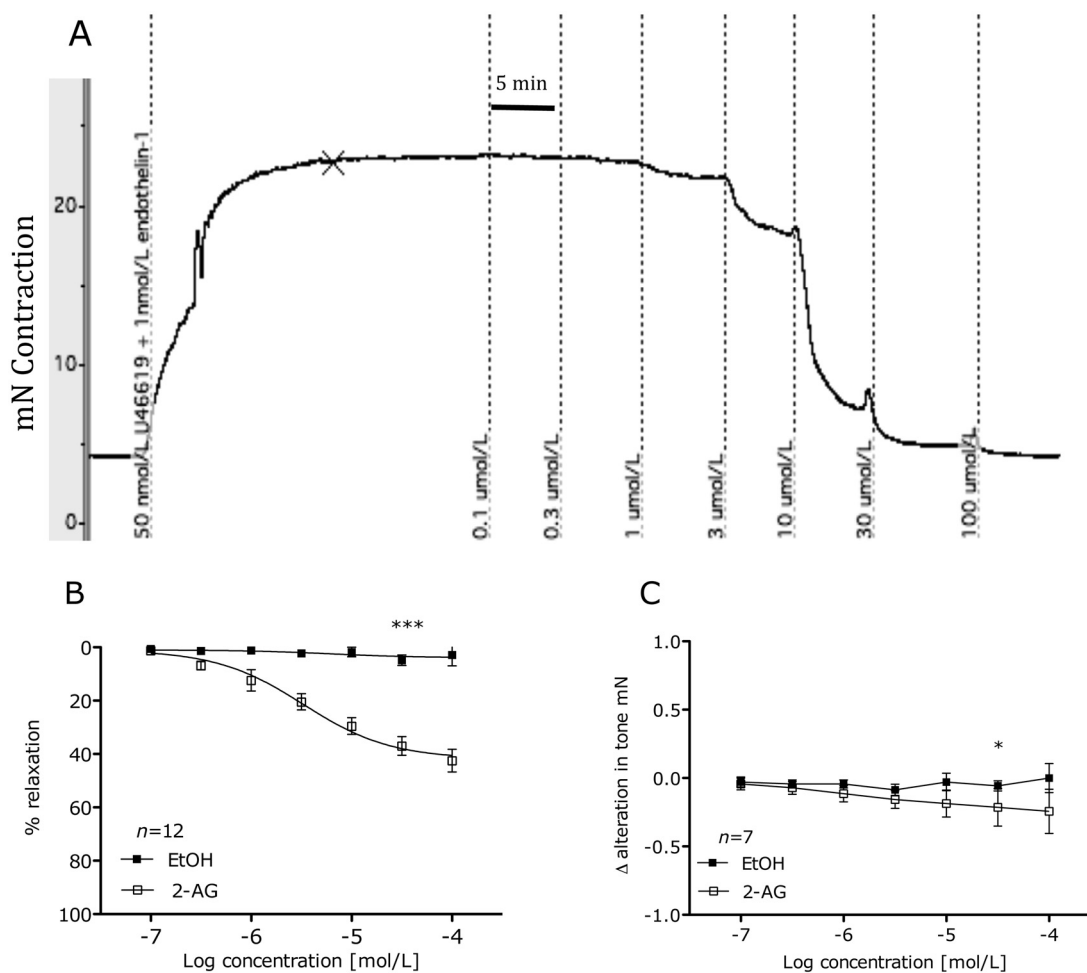 A
5 min
mN Contraction
20
10
0
50 nmol/L U46619 + 1nmol/L endothelin-1
0.1 umol/L
0.3 umol/L
1 umol/L
3 umol/L
10 umol/L
30 umol/L
100 umol/L
B
% relaxation
0
20
40
60
80
100
***
n=12
EtOH
2-AG
-7
-6
-5
-4
Log concentration [mol/L]
C
Δ alteration in tone mN
1.0
0.5
0.0
-0.5
-1.0
*
n=7
EtOH
2-AG
-7
-6
-5
-4
Log concentration [mol/L]